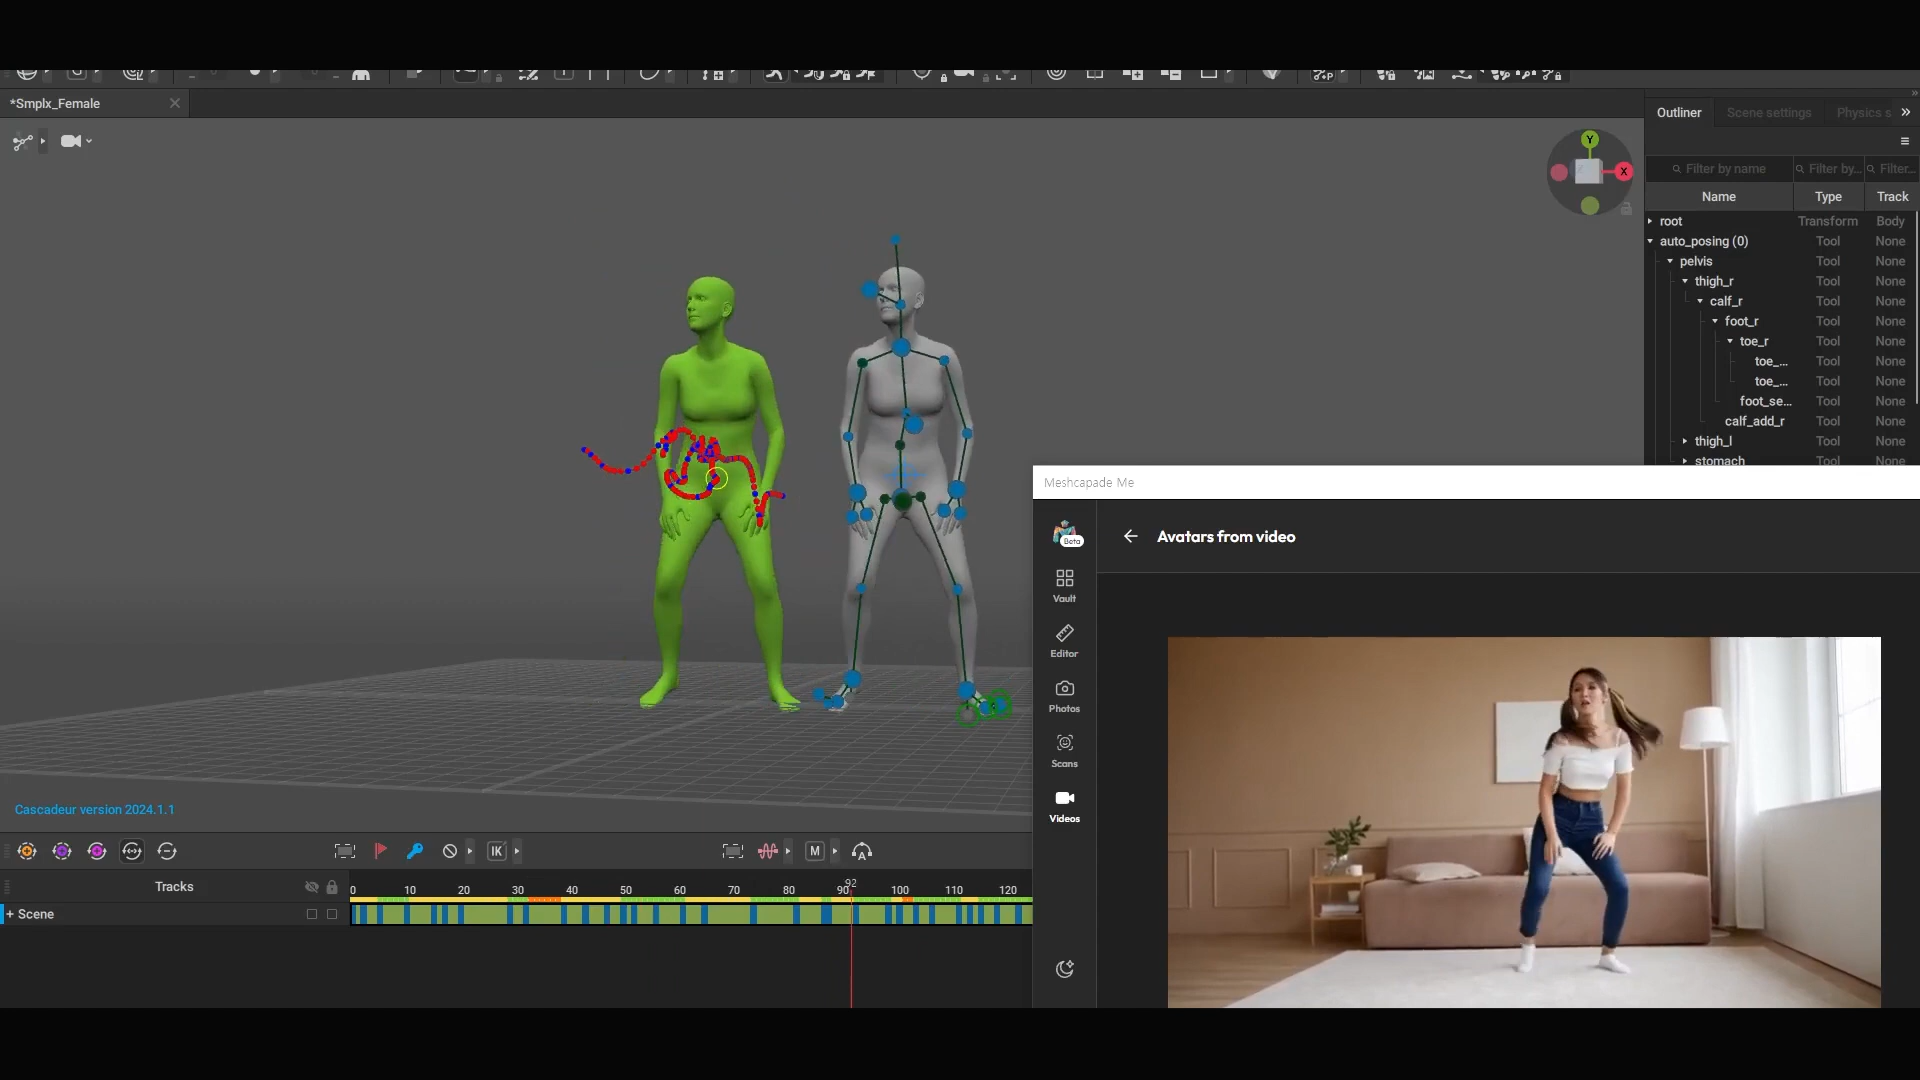 *Smplx_Female
Outliner
Scene settings
Physics s
Filter by name
Filter by...
Filter...
Name
Type
Track
root
Transform
Body
auto_posing (0)
Tool
None
pelvis
Tool
None
thigh_r
Tool
None
calf_r
Tool
None
foot_r
Tool
None
toe_r
Tool
None
toe_...
Tool
None
toe_...
Tool
None
foot_se...
Tool
None
calf_add_r
Tool
None
thigh_l
Tool
None
stomach
Tool
None
Y
X
Meshcapade Me
Beta
Avatars from video
Vault
Editor
Photos
Scans
Videos
Cascadeur version 2024.1.1
IK
M
A
Tracks
0
10
20
30
40
50
60
70
80
90
92
100
110
120
+ Scene